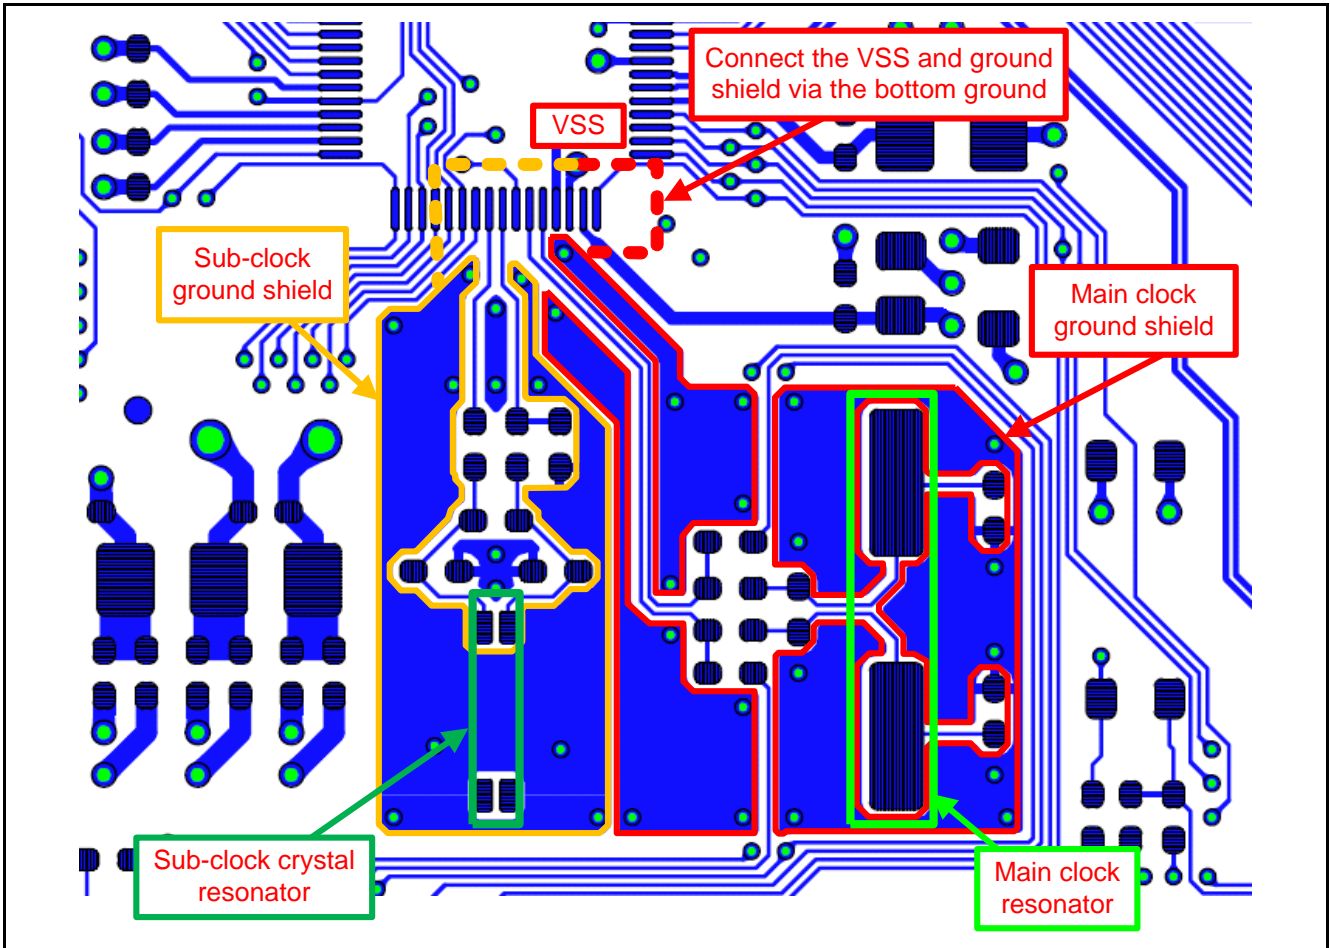 Connect the VSS and ground
shield via the bottom ground
VSS
Sub-clock
ground shield
Main clock
ground shield
Sub-clock crystal
resonator
Main clock
resonator